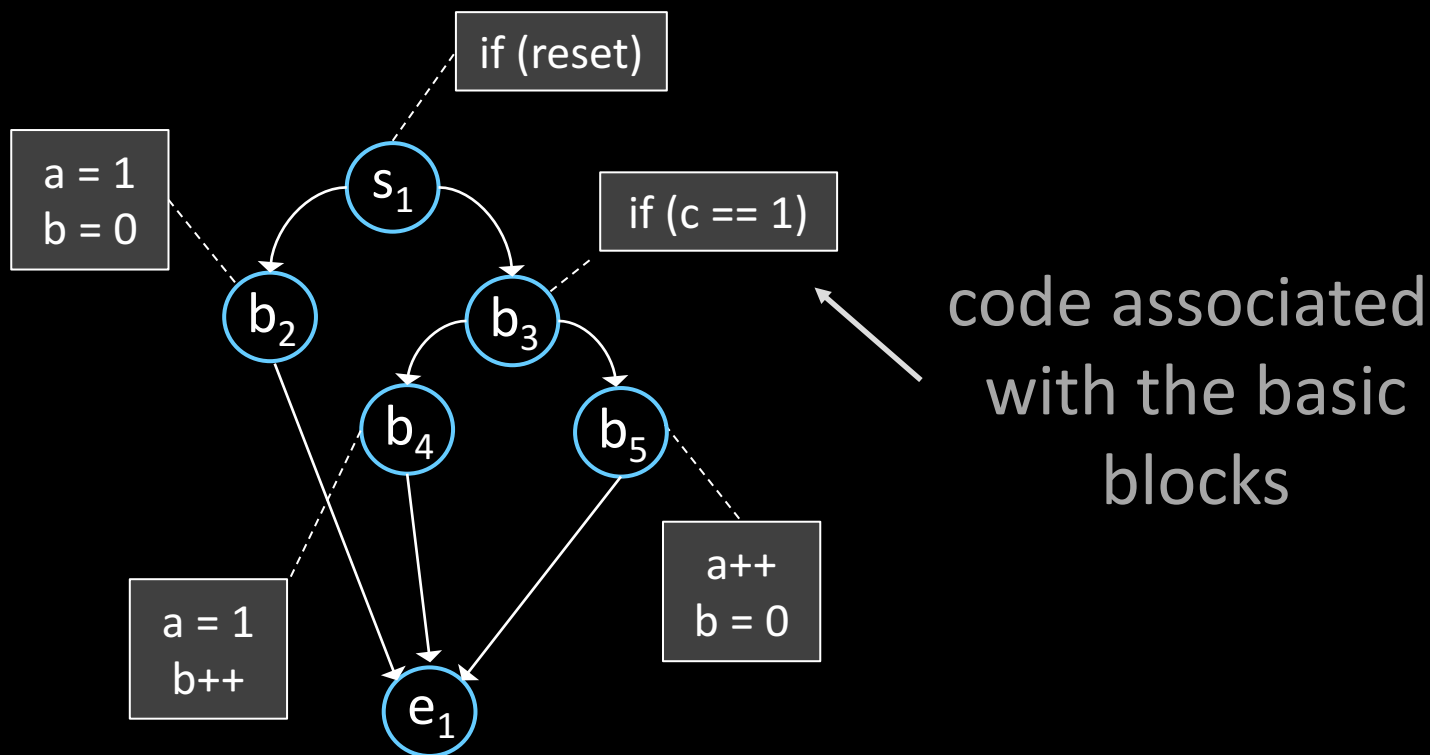 if (reset)
a = 1
b = 0
s₁
if (c == 1)
b₂
b₃
code associated
with the basic
blocks
b₄
b₅
a++
b = 0
a = 1
b++
e₁